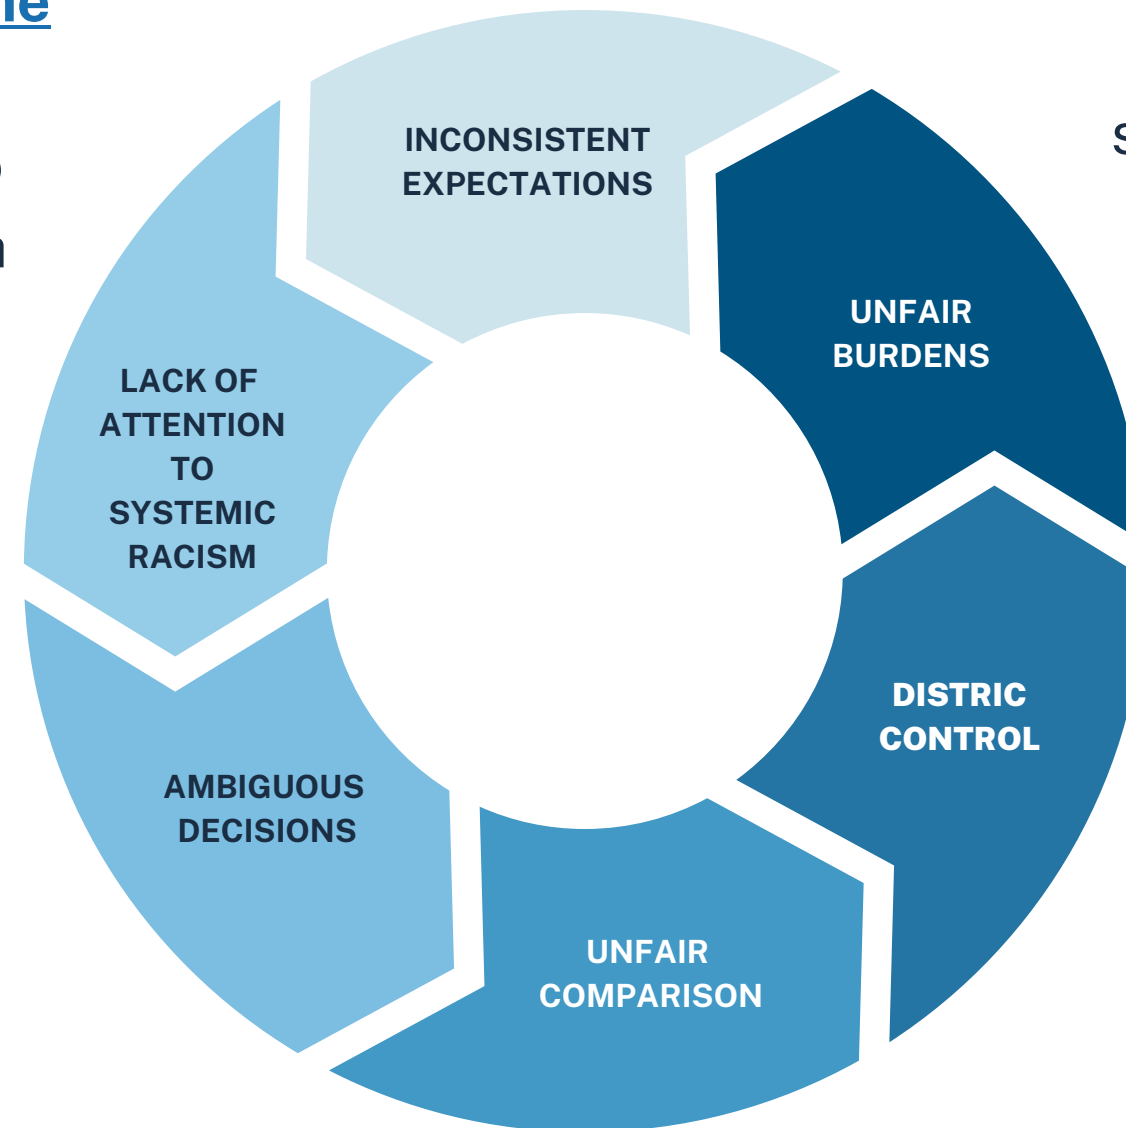 INCONSISTENT
EXPECTATIONS
UNFAIR
BURDENS
DISTRIC
CONTROL
UNFAIR
COMPARISON
AMBIGUOUS
DECISIONS
LACK OF
ATTENTION
TO
SYSTEMIC
RACISM